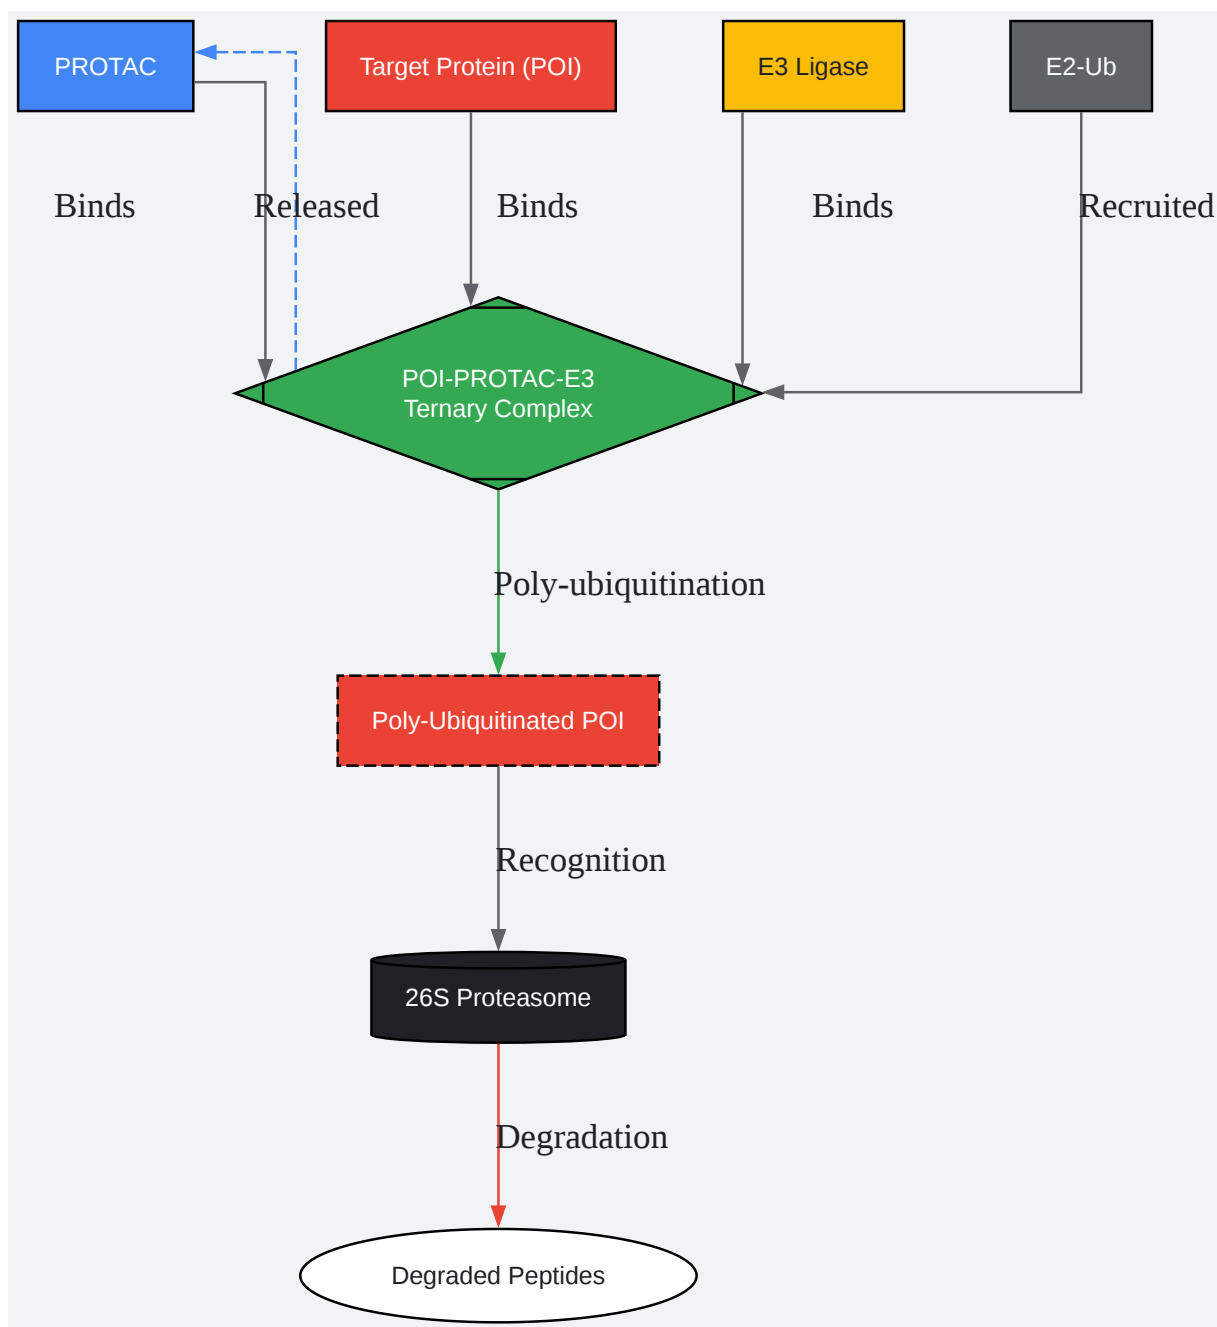 PROTAC
Target Protein (POI)
E3 Ligase
E2-Ub
Binds
Released
Binds
Binds
Recruited
POI-PROTAC-E3
Ternary Complex
Poly-ubiquitination
Poly-Ubiquitinated POI
Recognition
26S Proteasome
Degradation
Degraded Peptides